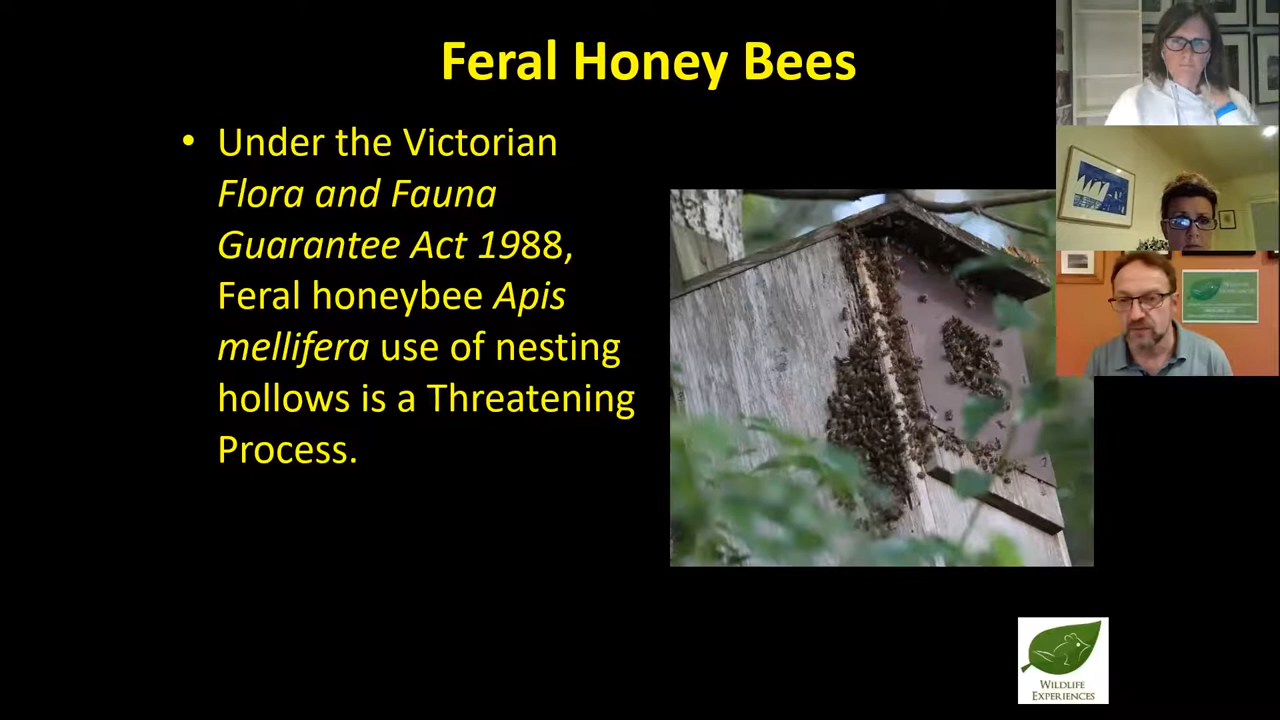 Feral Honey Bees
• Under the Victorian
Flora and Fauna
Guarantee Act 1988,
Feral honeybee Apis
mellifera use of nesting
hollows is a Threatening
Process.
WILDLIFE
EXPERIENCES